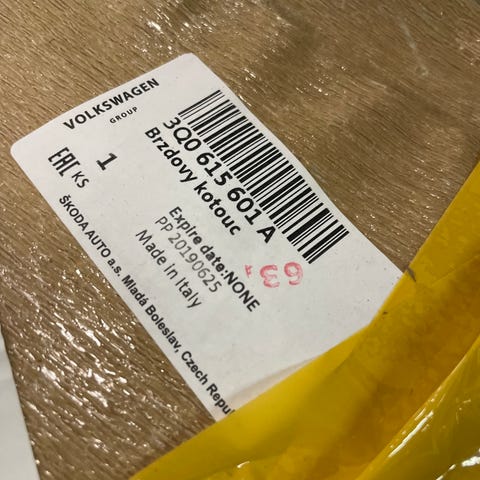 VOLKSWAGEN
GROUP
3Q0 615 601 A
Brzdovy kotouc
EAC KS 1
Expire date:NONE
PP 20190625
Made in Italy
ŠKODA AUTO a.s. Mladá Boleslav, Czech